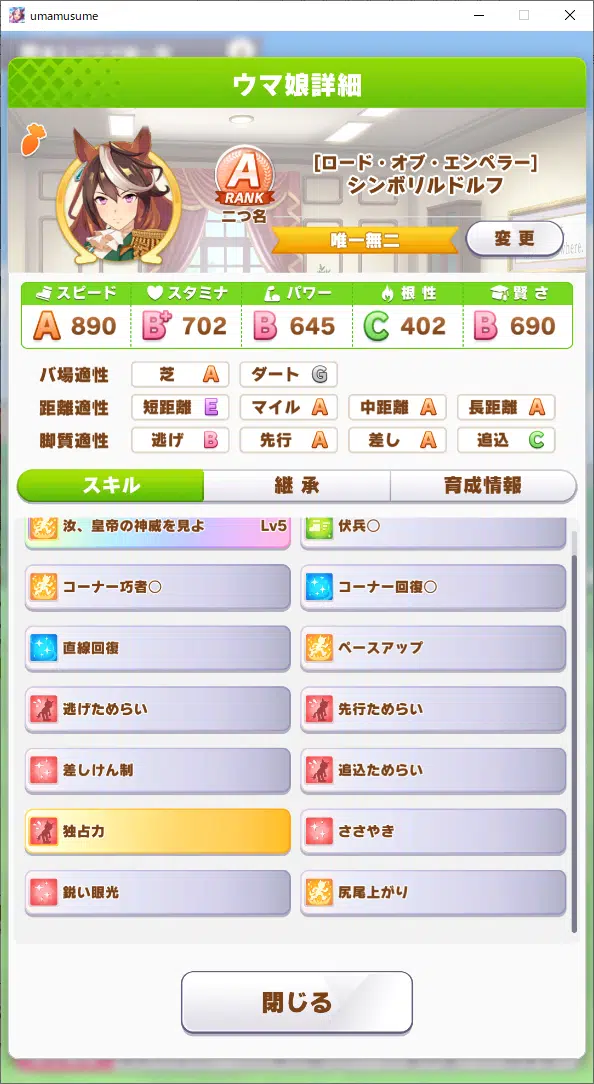 umamusume
ウマ娘詳細
A
RANK
[ロード・オブ・エンペラー]
シンボリルドルフ
二つ名
唯一無二
変更
スピード スタミナ パワー 根性 賢さ
A 890 B+ 702 B 645 C 402 B 690
バ場適性 芝 A ダート G
距離適性 短距離 E マイル A 中距離 A 長距離 A
脚質適性 逃げ B 先行 A 差し A 追込 C
スキル 継承 育成情報
汝、皇帝の神威を見よ Lv5 伏兵○
コーナー巧者○ コーナー回復○
直線回復 ペースアップ
逃げためらい 先行ためらい
差しけん制 追込ためらい
独占力 ささやき
鋭い眼光 尻尾上がり
閉じる